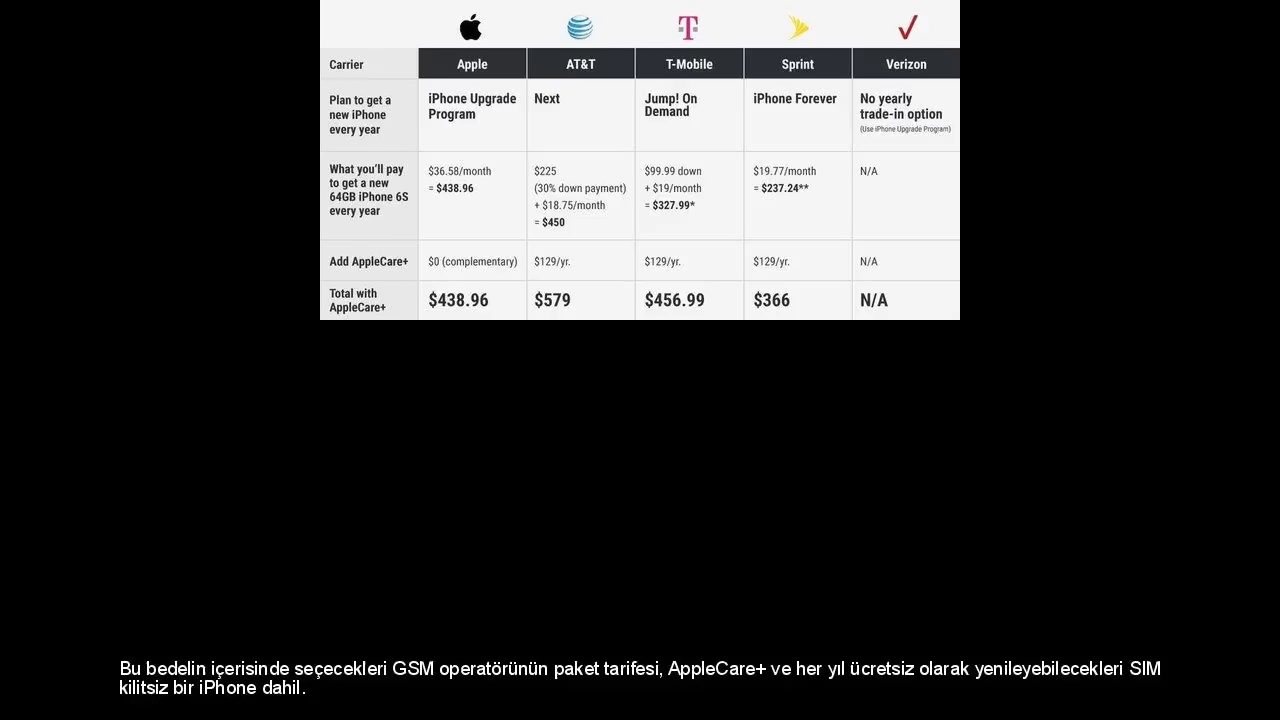 Carrier Apple AT&T T-Mobile Sprint Verizon
Plan to get a
new iPhone
every year
iPhone Upgrade
Program
Next
Jump! On
Demand
iPhone Forever
No yearly
trade-in option
(Use iPhone Upgrade Program)
What you’ll pay
to get a new
64GB iPhone 6S
every year
$36.58/month
= $438.96
$225
(30% down payment)
+ $18.75/month
= $450
$99.99 down
+ $19/month
= $327.99*
$19.77/month
= $237.24**
N/A
Add AppleCare+ $0 (complementary) $129/yr. $129/yr. $129/yr. N/A
Total with
AppleCare+
$438.96 $579 $456.99 $366 N/A
Bu bedelin içerisinde seçecekleri GSM operatörünün paket tarifesi, AppleCare+ ve her yıl ücretsiz olarak yenileyebilecekleri SIM
kilitsiz bir iPhone dahil.